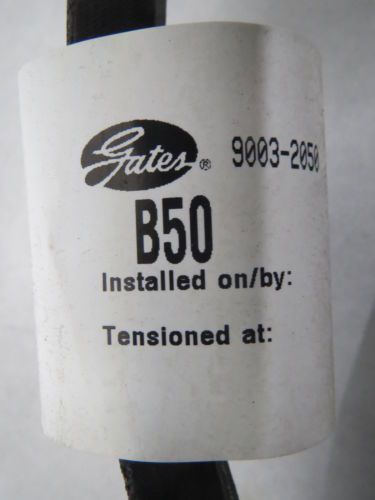 Gates® 9003-2050
B50
Installed on/by:
Tensioned at: